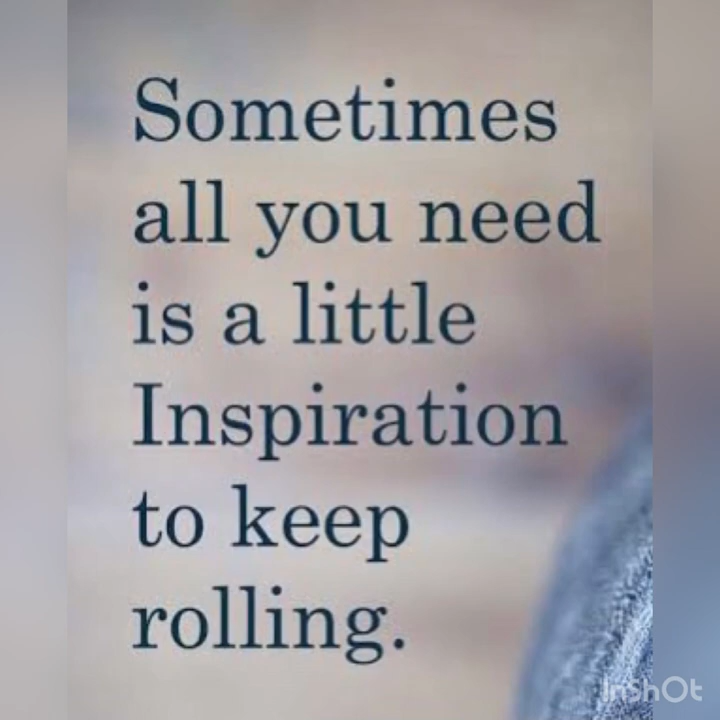 Sometimes
all you need
is a little
Inspiration
to keep
rolling.
InShOt